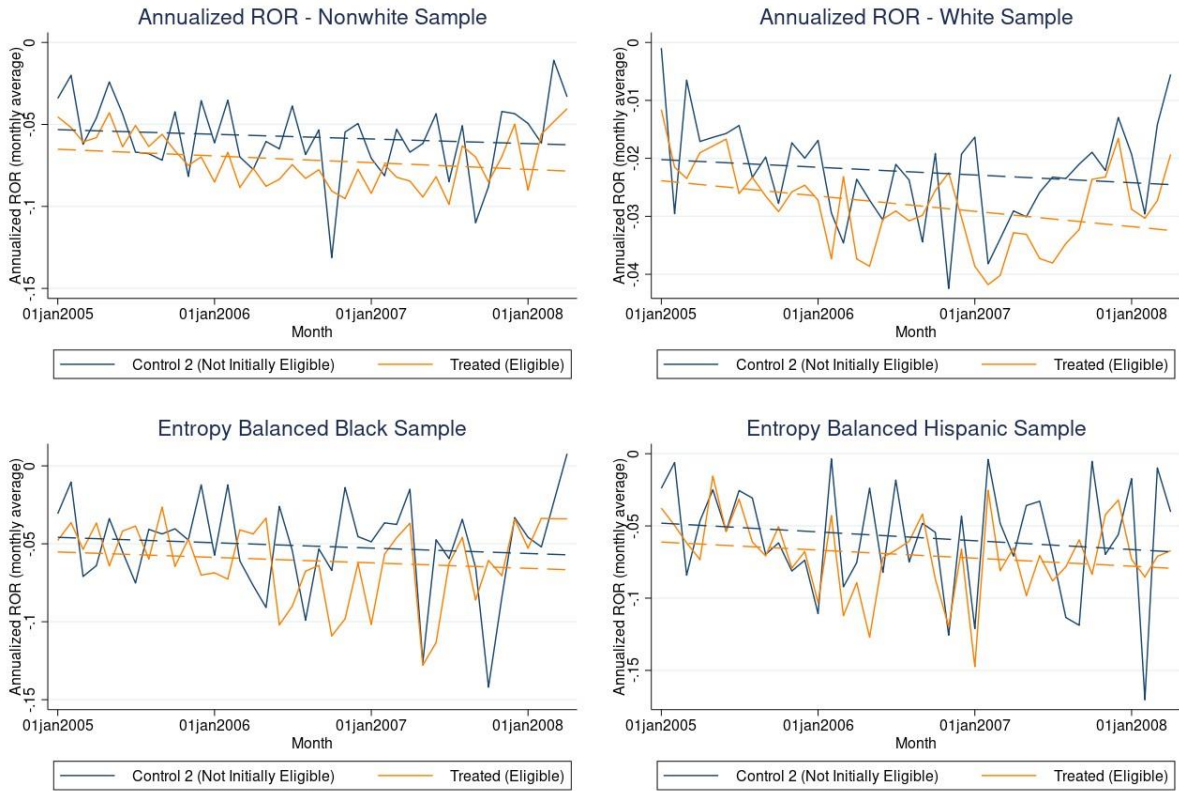 Annualized ROR - Nonwhite Sample
Annualized ROR (monthly average)
0
-.05
-.1
-.15
01jan2005 01jan2006 01jan2007 01jan2008
Month
Control 2 (Not Initially Eligible) Treated (Eligible)
Annualized ROR - White Sample
Annualized ROR (monthly average)
0
-.01
-.02
-.03
-.04
01jan2005 01jan2006 01jan2007 01jan2008
Month
Control 2 (Not Initially Eligible) Treated (Eligible)
Entropy Balanced Black Sample
Annualized ROR (monthly average)
0
-.05
-.1
-.15
01jan2005 01jan2006 01jan2007 01jan2008
Month
Control 2 (Not Initially Eligible) Treated (Eligible)
Entropy Balanced Hispanic Sample
Annualized ROR (monthly average)
0
-.05
-.1
-.15
01jan2005 01jan2006 01jan2007 01jan2008
Month
Control 2 (Not Initially Eligible) Treated (Eligible)